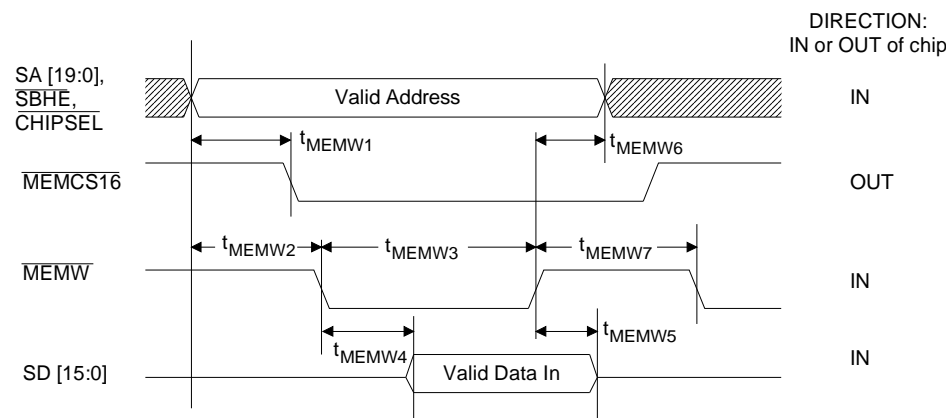 DIRECTION:
IN or OUT of chip
SA [19:0],
SBHE,
CHIPSEL
Valid Address
IN
tMEMW1
tMEMW6
MEMCS16
OUT
tMEMW2
tMEMW3
tMEMW7
MEMW
IN
tMEMW4
tMEMW5
SD [15:0]
Valid Data In
IN